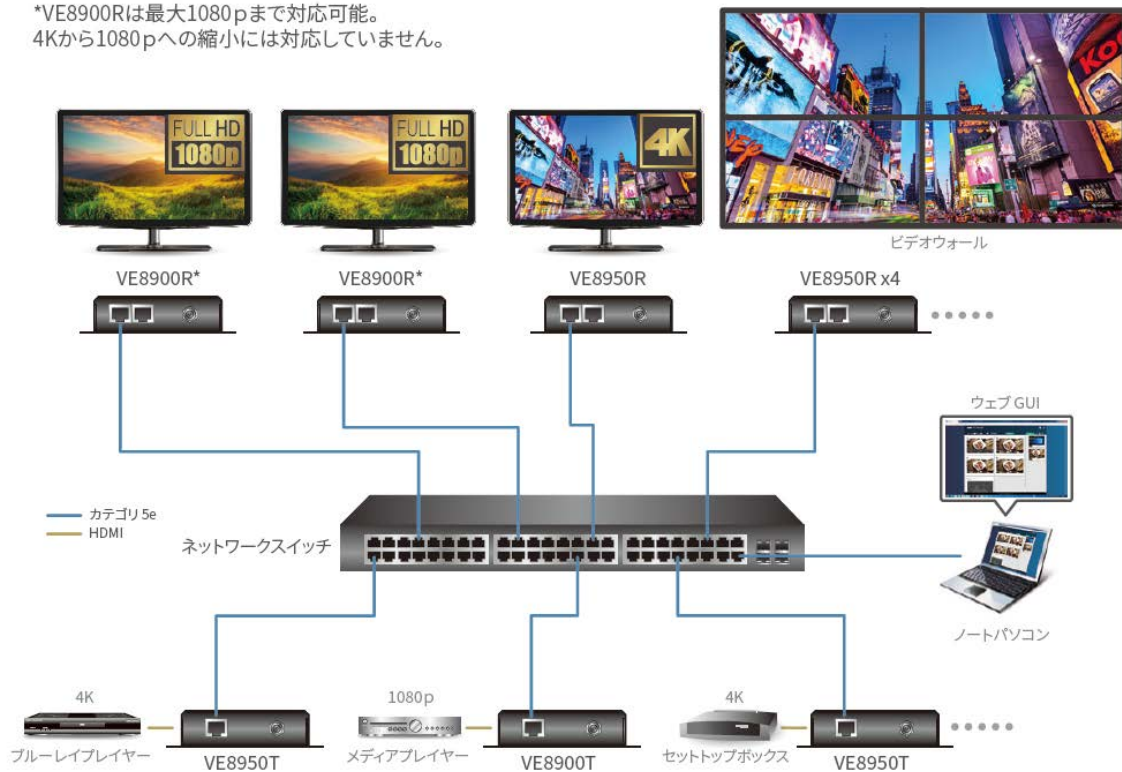 *VE8900Rは最大1080pまで対応可能。
4Kから1080pへの縮小には対応していません。
FULL HD
1080p
FULL HD
1080p
4K
ビデオウォール
VE8900R*
VE8900R*
VE8950R
VE8950R x4
ウェブ GUI
カテゴリ 5e
HDMI
ネットワークスイッチ
ノートパソコン
4K
1080p
4K
ブルーレイプレイヤー
VE8950T
メディアプレイヤー
VE8900T
セットトップボックス
VE8950T